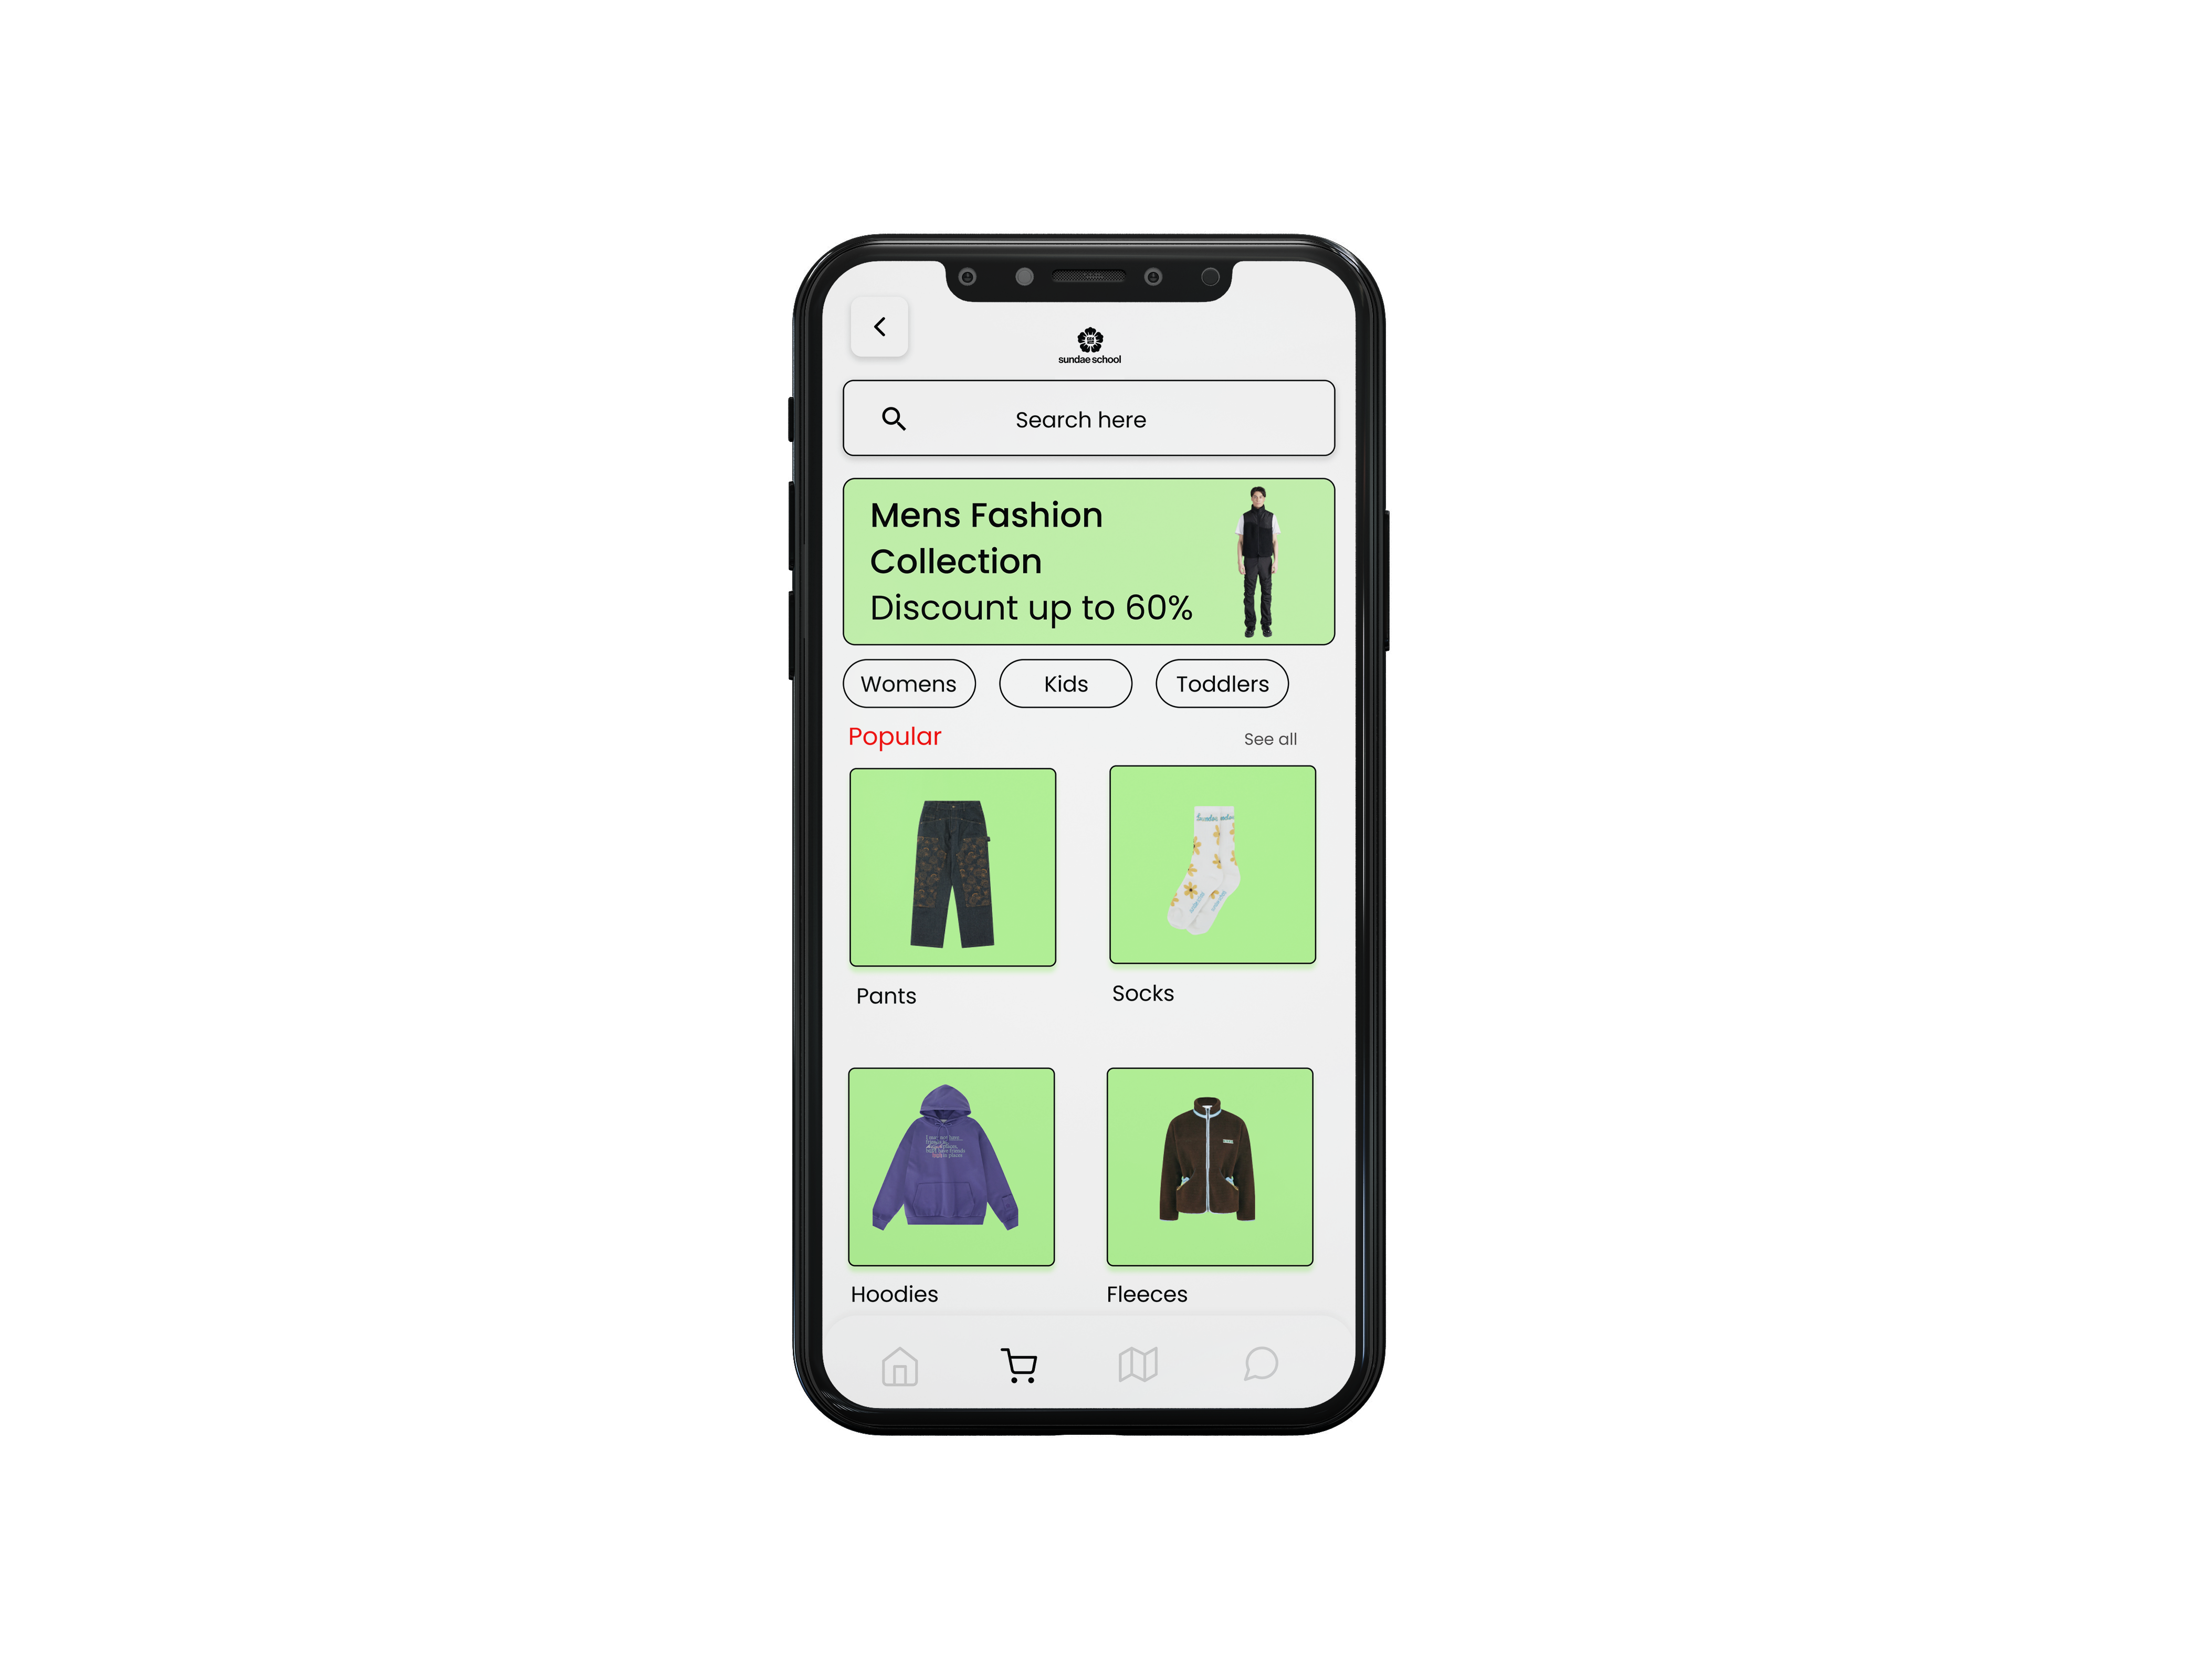 sundae school
Search here
Mens Fashion
Collection
Discount up to 60%
Womens
Kids
Toddlers
Popular
See all
Pants
Socks
Hoodies
Fleeces